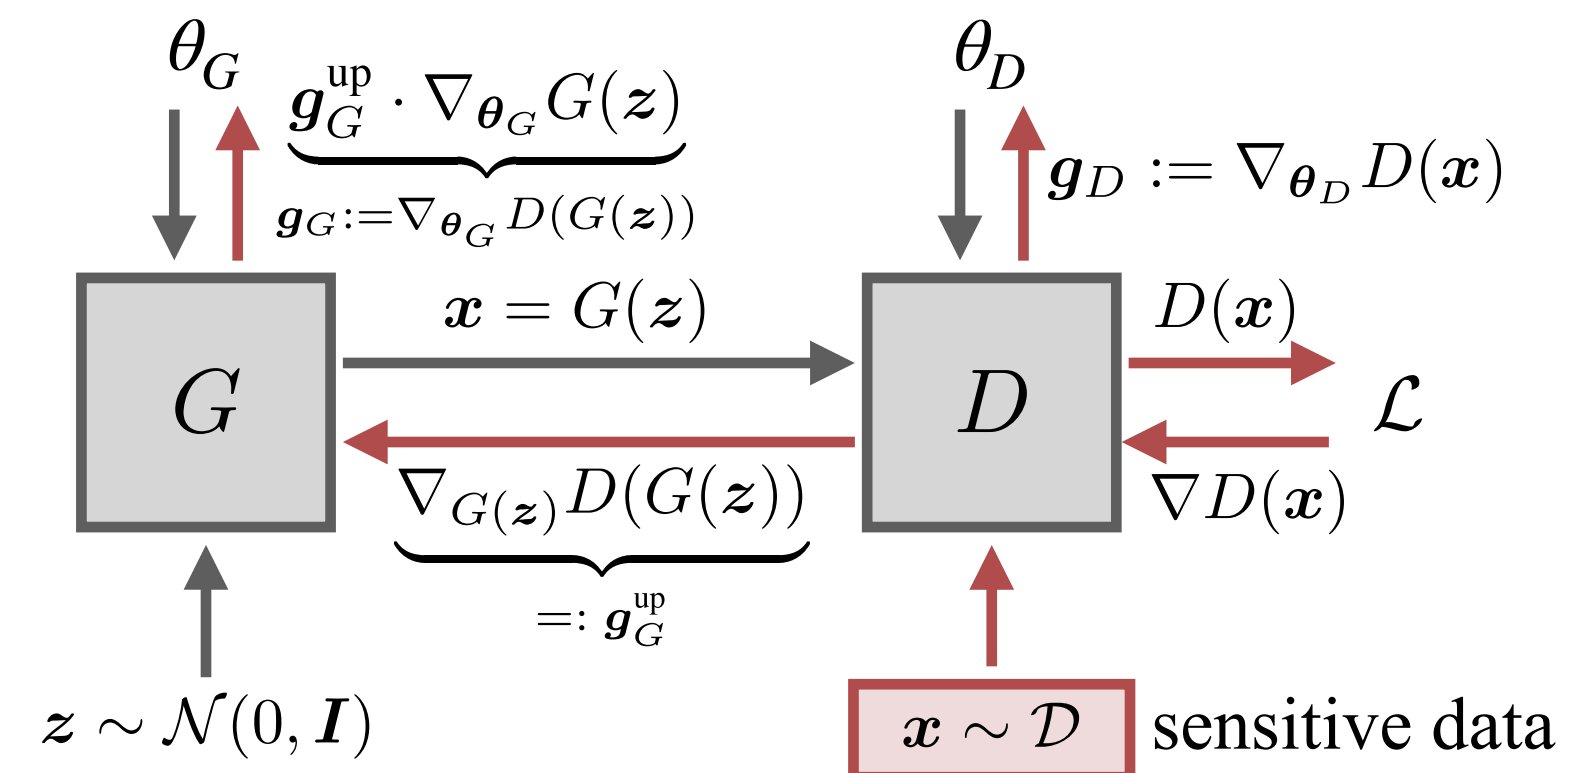 θ_G
g_G^up · ∇_{θ_G} G(z)
g_G := ∇_{θ_G} D(G(z))
θ_D
g_D := ∇_{θ_D} D(x)
G
x = G(z)
∇_{G(z)} D(G(z))
=: g_G^up
D
D(x)
ℒ
∇D(x)
z ∼ 𝒩(0, I)
x ∼ 𝒟 sensitive data